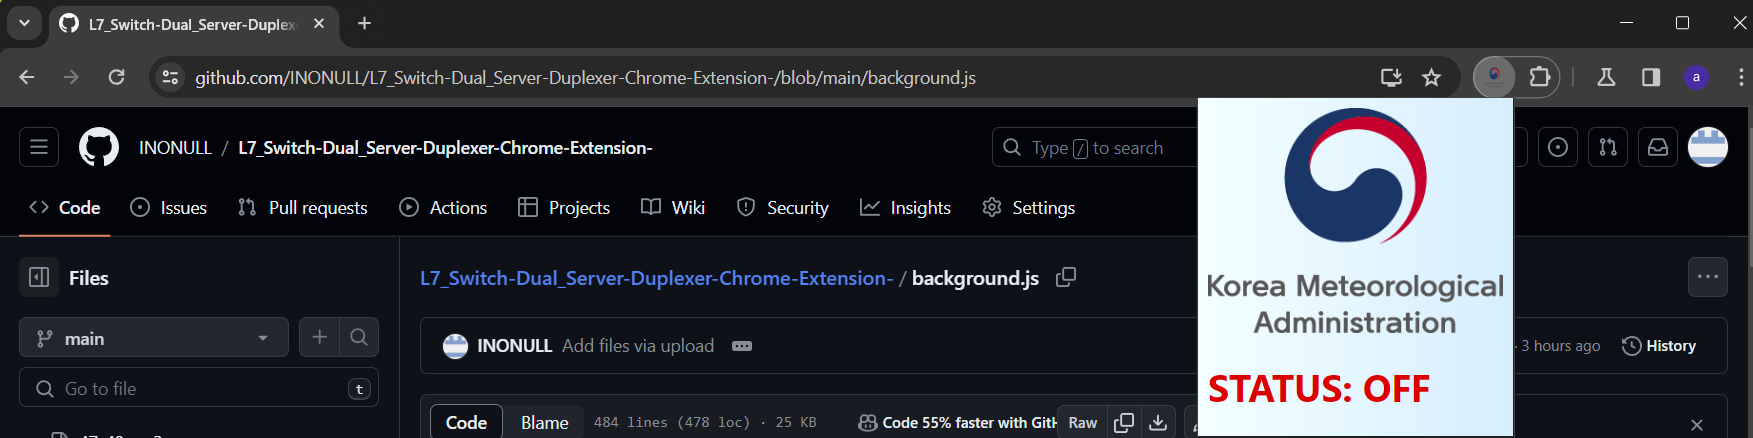 L7_Switch-Dual_Server-Duplexe
github.com/INONULL/L7_Switch-Dual_Server-Duplexer-Chrome-Extension-/blob/main/background.js
a
INONULL / L7_Switch-Dual_Server-Duplexer-Chrome-Extension-
Type / to search
Code Issues Pull requests Actions Projects Wiki Security Insights Settings
Files
L7_Switch-Dual_Server-Duplexer-Chrome-Extension- / background.js
Korea Meteorological
Administration
main
INONULL Add files via upload
· 3 hours ago History
Go to file t
STATUS: OFF
Code Blame 484 lines (478 loc) · 25 KB Code 55% faster with GitH Raw